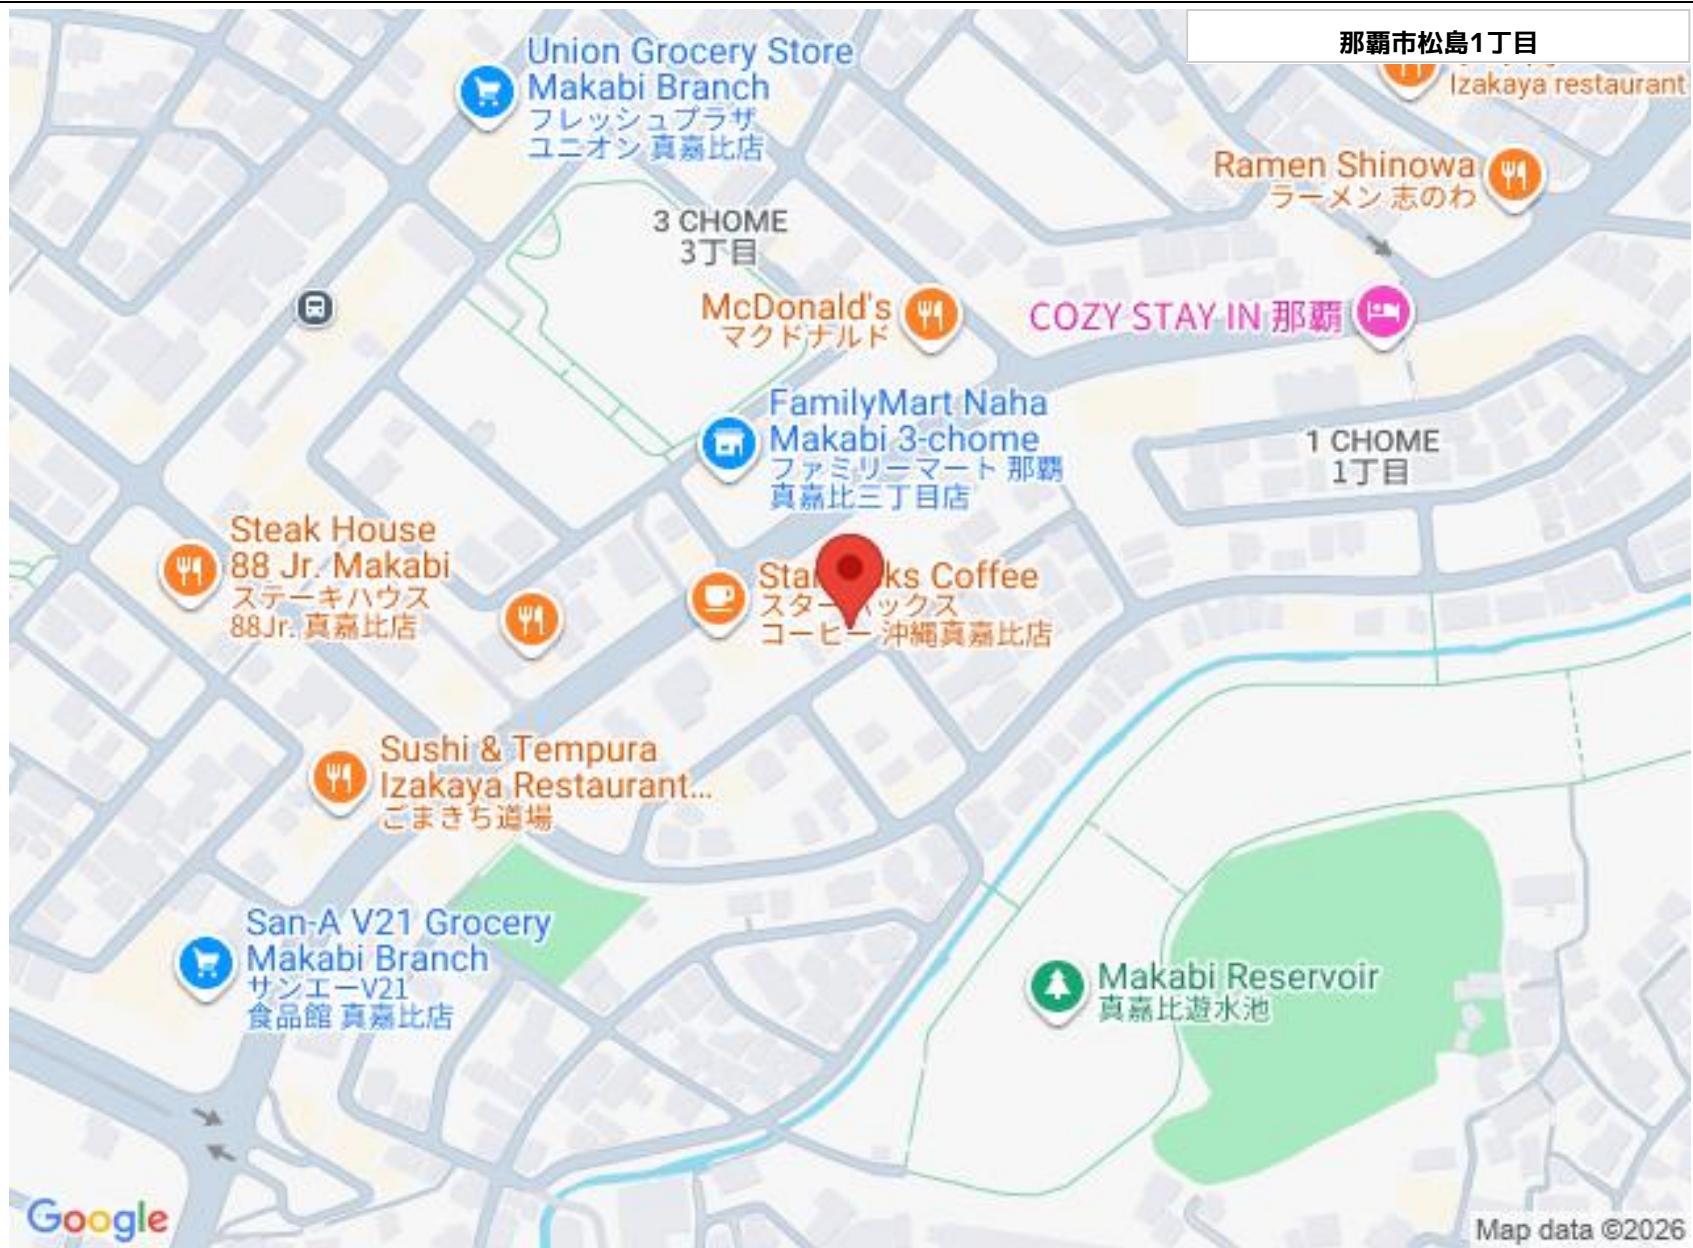 那覇市松島1丁目
Union Grocery Store
Makabi Branch
フレッシュプラザ
ユニオン 真嘉比店
Izakaya restaurant
Ramen Shinowa
ラーメン 志のわ
3 CHOME
3丁目
McDonald's
マクドナルド
COZY STAY IN 那覇
FamilyMart Naha
Makabi 3-chome
ファミリーマート 那覇
真嘉比三丁目店
1 CHOME
1丁目
Steak House
88 Jr. Makabi
ステーキハウス
88Jr. 真嘉比店
Coffee
コーヒー 沖縄真嘉比店
Sushi & Tempura
Izakaya Restaurant...
ごまきち道場
San-A V21 Grocery
Makabi Branch
サンエーV21
食品館 真嘉比店
Makabi Reservoir
真嘉比遊水池
Google
Map data ©2026